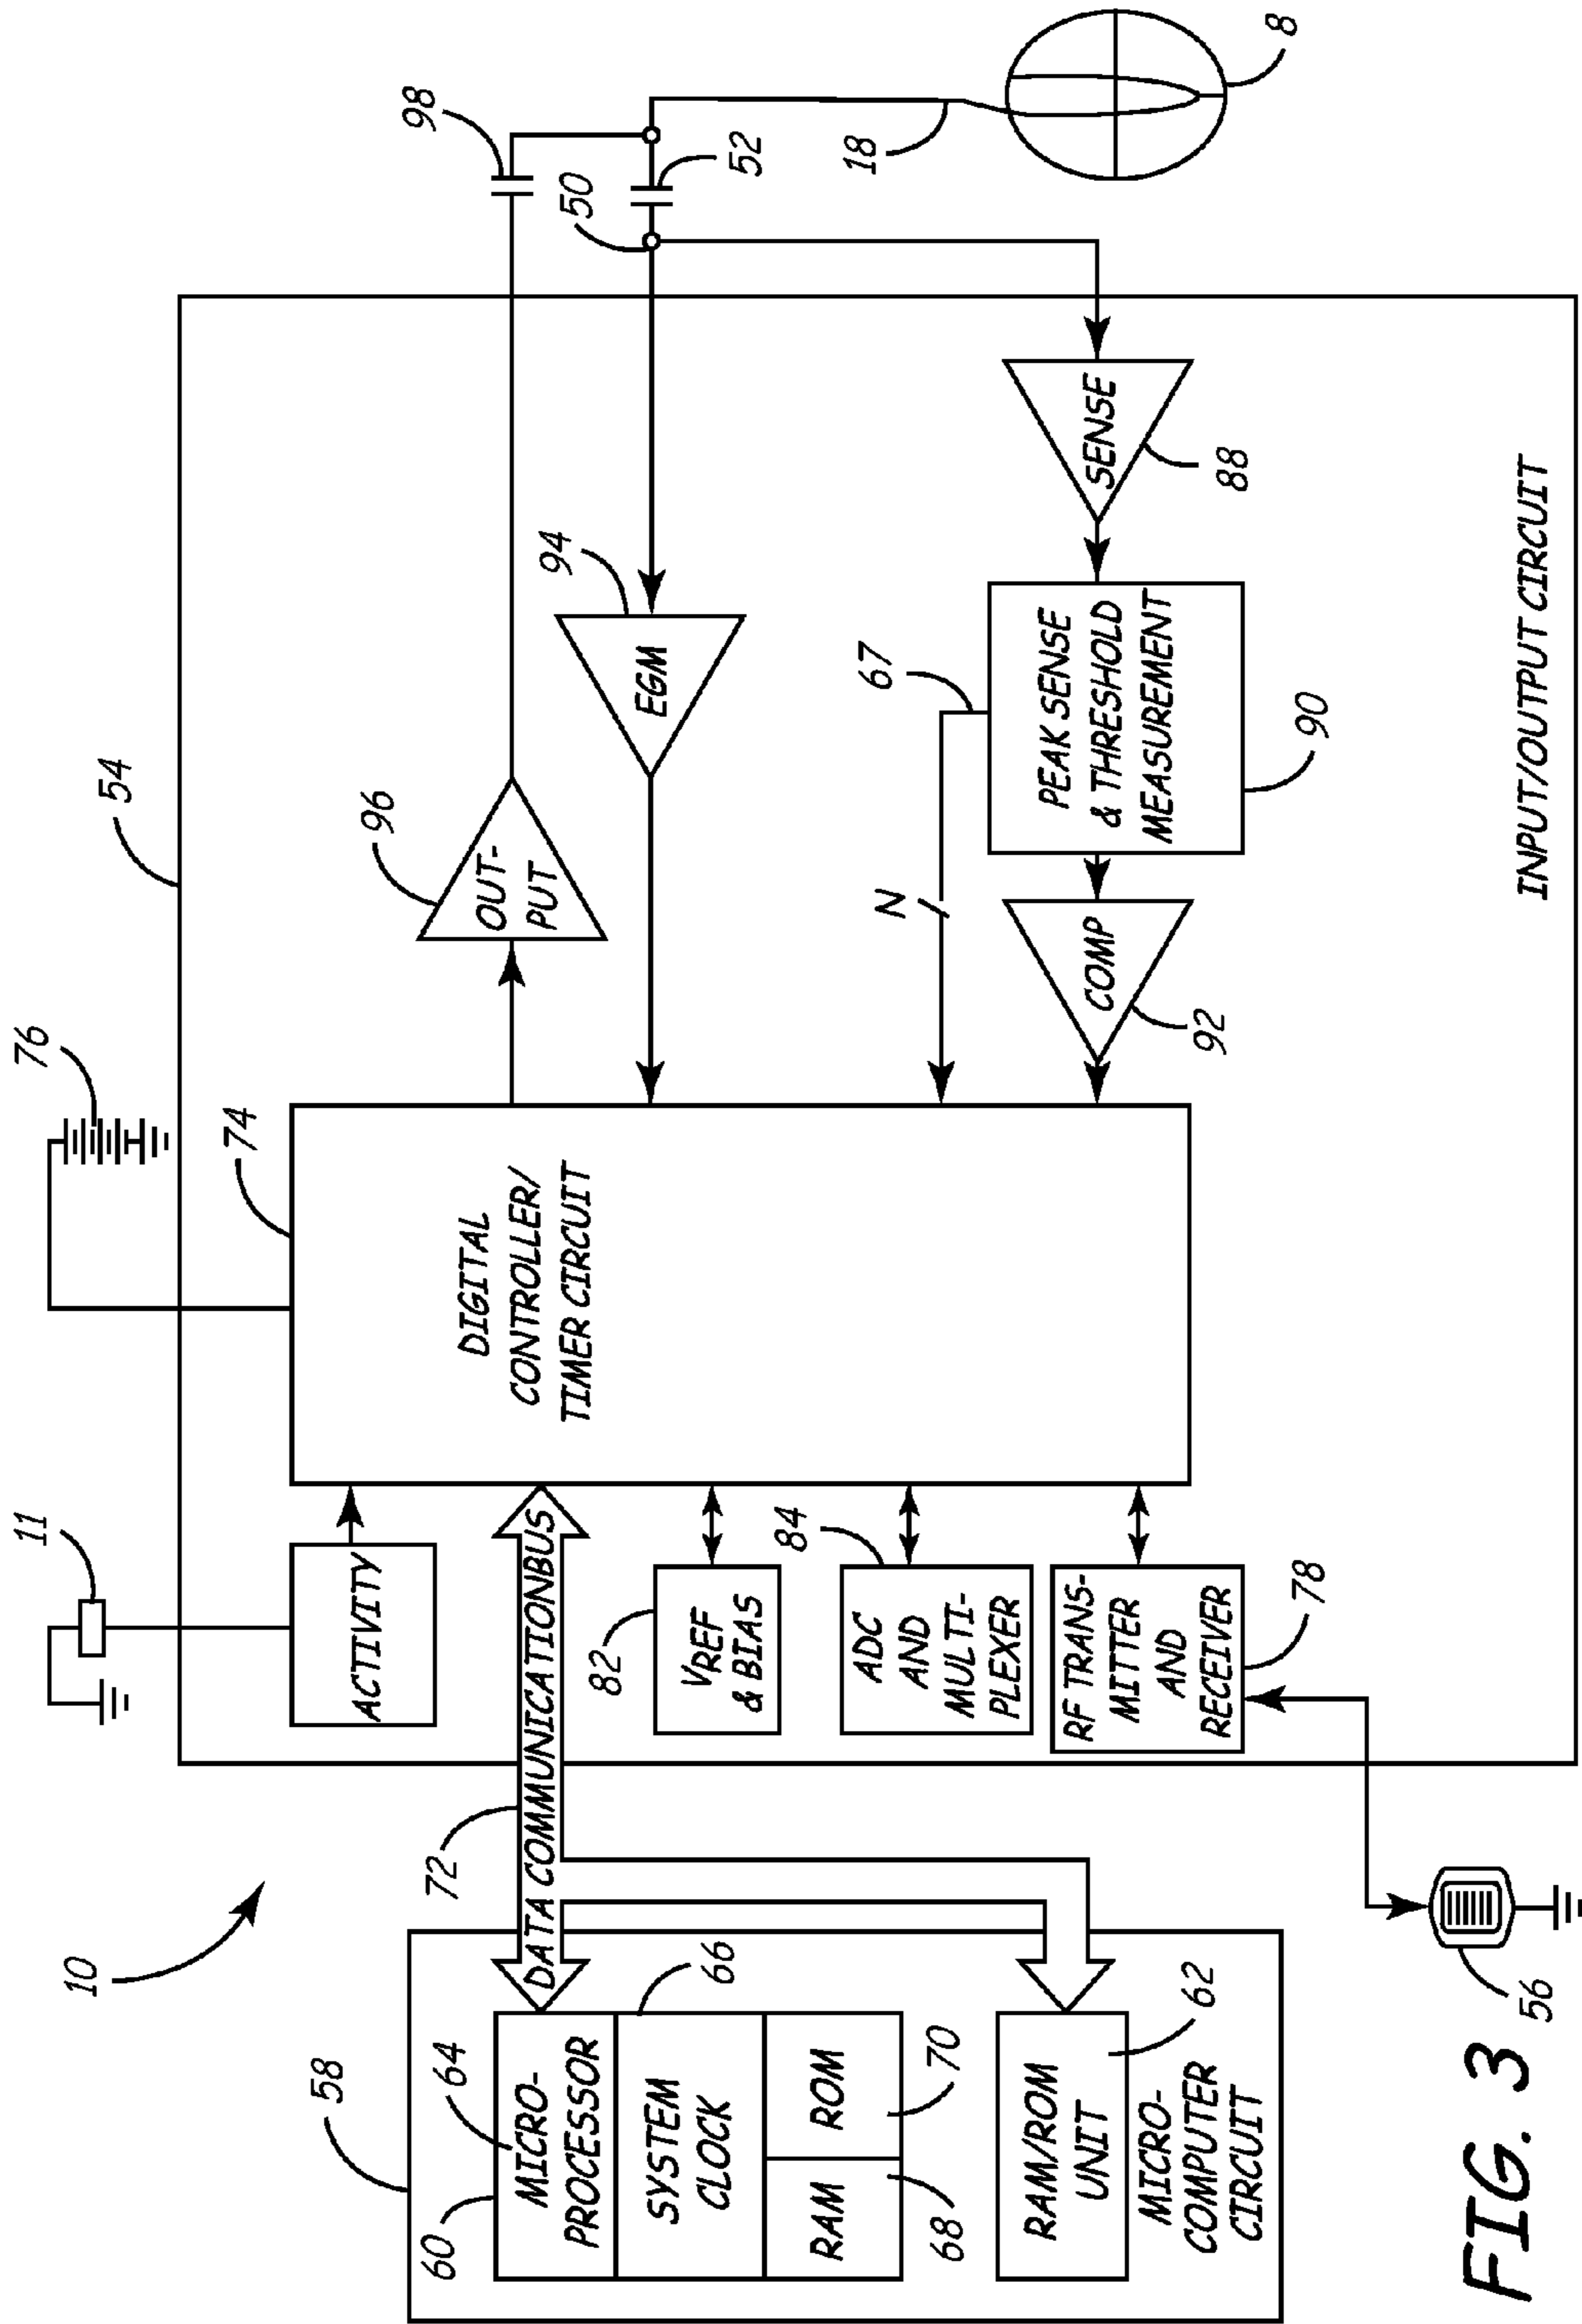 10
11
76
54
98
ACTIVITY
74
96
OUT-
PUT
50
52
58
60
64
MICRO-
PROCESSOR
66
SYSTEM
CLOCK
RAM
ROM
68
70
RAM/ROM
UNIT
62
MICRO-
COMPUTER
CIRCUIT
72
DATA COMMUNICATIONBUS
82
VREF
& BIAS
84
ADC
AND
MULTI-
PLEXER
RF TRANS-
MITTER
AND
RECEIVER
78
56
DIGITAL
CONTROLLER/
TIMER CIRCUIT
94
EGM
67
N
PEAK SENSE
& THRESHOLD
MEASUREMENT
90
COMP
92
SENSE
88
18
8
INPUT/OUTPUT CIRCUIT
FIG. 3